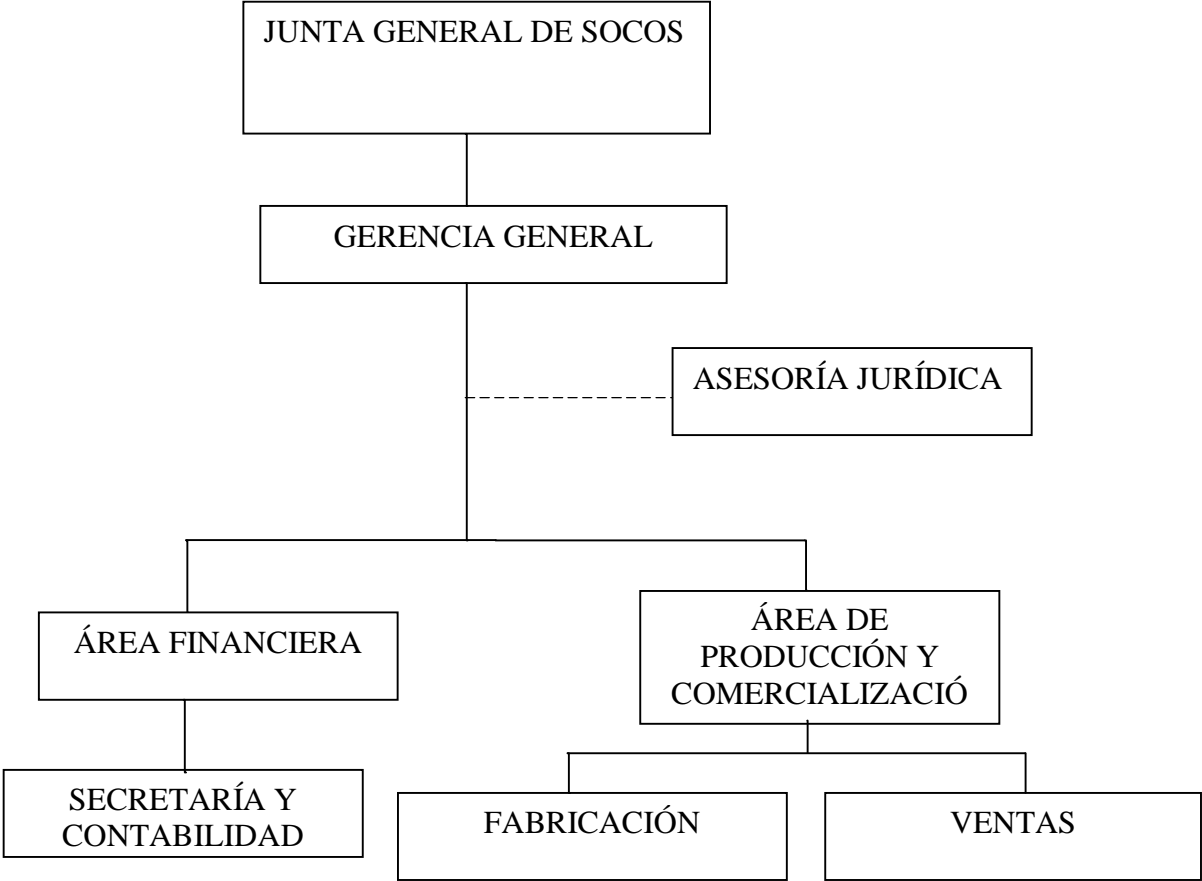 JUNTA GENERAL DE SOCOS
GERENCIA GENERAL
ASESORÍA JURÍDICA
ÁREA FINANCIERA
ÁREA DE
PRODUCCIÓN Y
COMERCIALIZACIÓ
SECRETARÍA Y
CONTABILIDAD
FABRICACIÓN
VENTAS